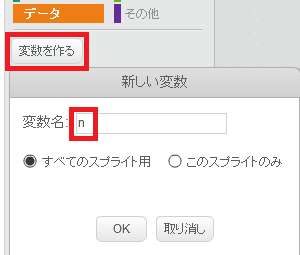 データ その他
変数を作る
新しい変数
変数名: n
すべてのスプライト用 このスプライトのみ
OK 取り消し